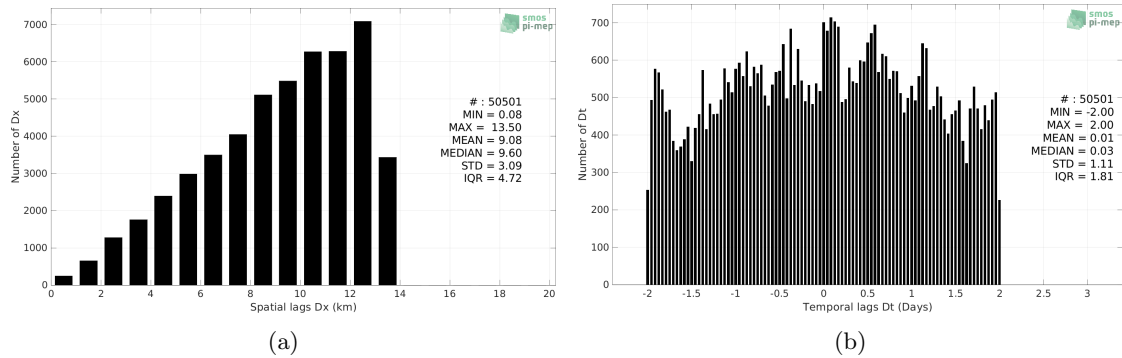 7000
6000
5000
4000
3000
2000
1000
0
Number of Dx
0 2 4 6 8 10 12 14 16 18 20
Spatial lags Dx (km)
smos
pi-mep
# : 50501
MIN = 0.08
MAX = 13.50
MEAN = 9.08
MEDIAN = 9.60
STD = 3.09
IQR = 4.72
(a)
700
600
500
400
300
200
100
0
Number of Dt
-2 -1.5 -1 -0.5 0 0.5 1 1.5 2 2.5 3
Temporal lags Dt (Days)
smos
pi-mep
# : 50501
MIN = -2.00
MAX = 2.00
MEAN = 0.01
MEDIAN = 0.03
STD = 1.11
IQR = 1.81
(b)